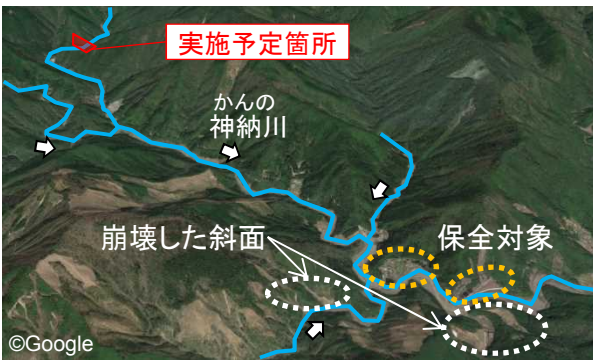 実施予定箇所
かんの
神納川
崩壊した斜面
保全対象
©Google